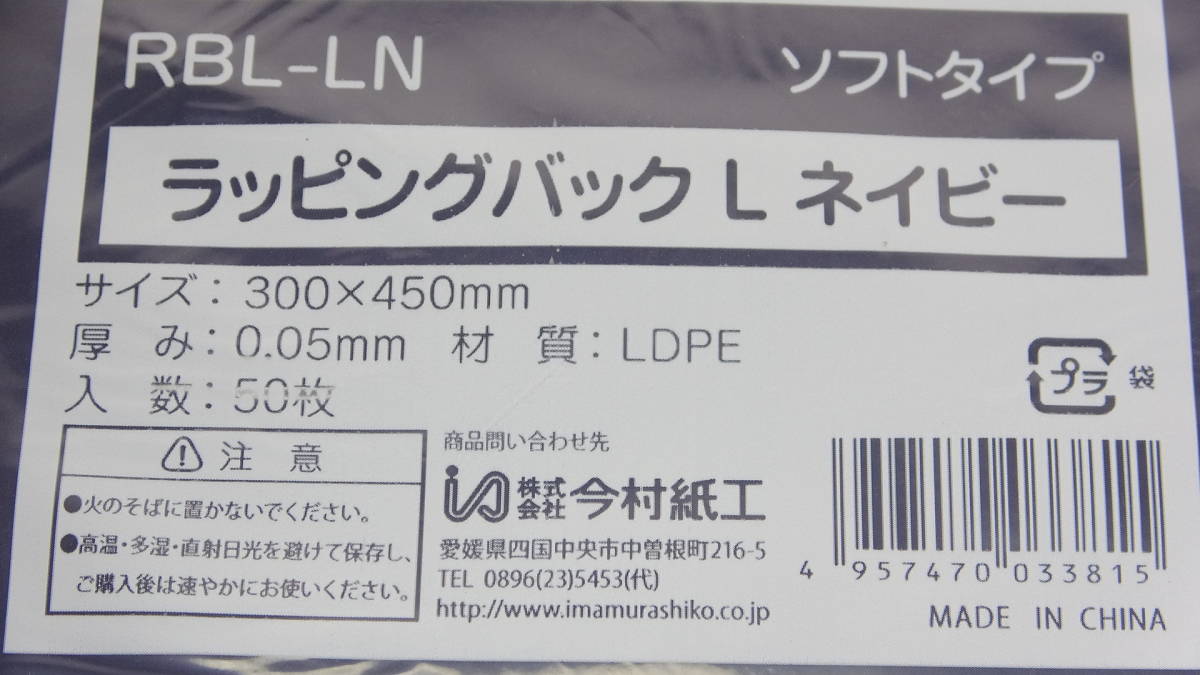 RBL-LN ソフトタイプ
ラッピングバック L ネイビー
サイズ：300×450mm
厚　み：0.05mm　材　質：LDPE
入　数：50枚
プラ 袋
注　意
●火のそばに置かないでください。
●高温・多湿・直射日光を避けて保存し、
ご購入後は速やかにお使いください。
商品問い合わせ先
株式会社 今村紙工
愛媛県四国中央市中曽根町216-5
TEL 0896(23)5453(代)
http://www.imamurashiko.co.jp
4 957470 033815
MADE IN CHINA